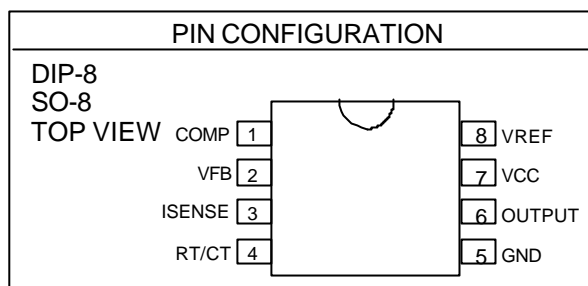 PIN CONFIGURATION
DIP-8
SO-8
TOP VIEW
COMP 1
VFB 2
ISENSE 3
RT/CT 4
8 VREF
7 VCC
6 OUTPUT
5 GND